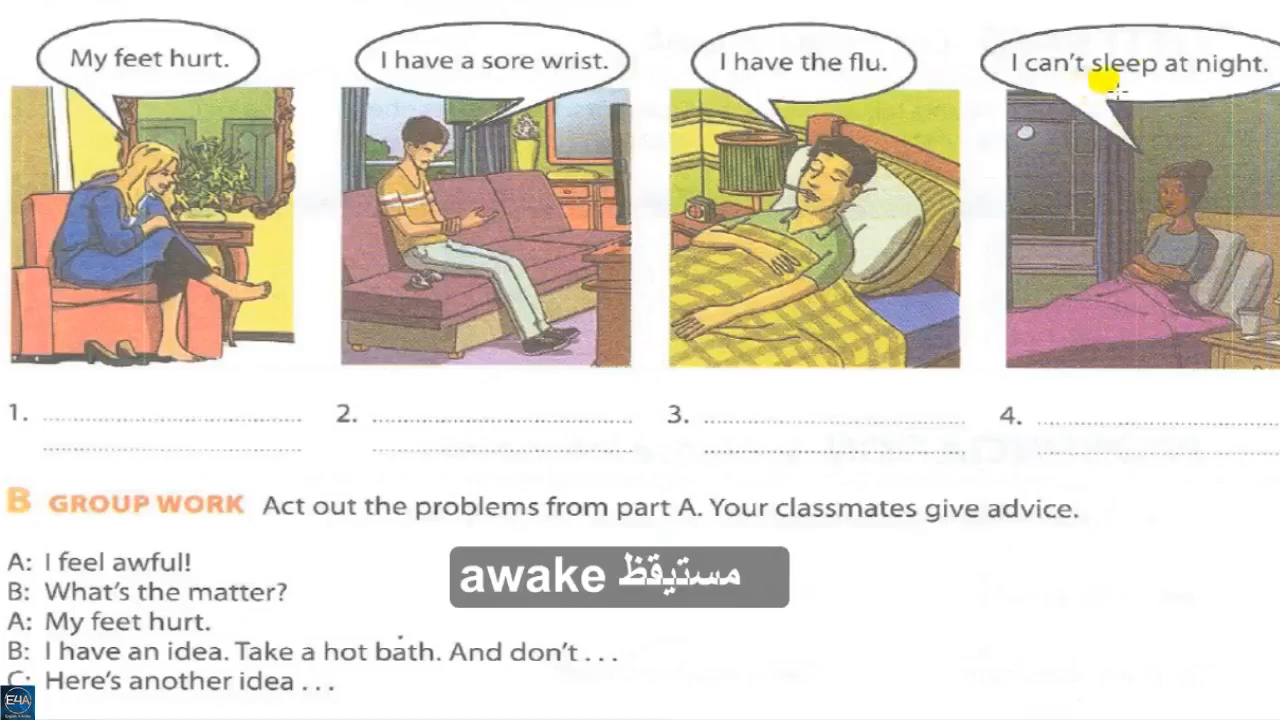 My feet hurt.
I have a sore wrist.
I have the flu.
I can't sleep at night.
1.
2.
3.
4.
B GROUP WORK Act out the problems from part A. Your classmates give advice.
A: I feel awful!
B: What's the matter?
A: My feet hurt.
B: I have an idea. Take a hot bath. And don't . . .
C: Here's another idea . . .
awake مستيقظ
E4A